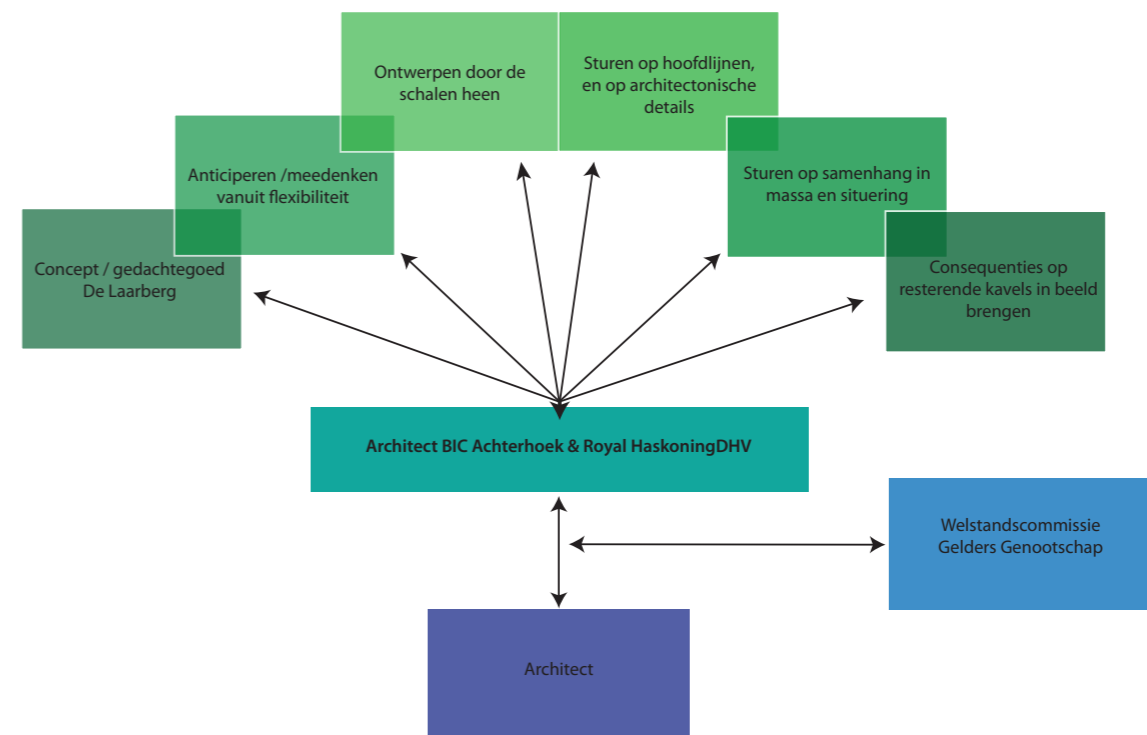 Ontwerpen door de
schalen heen
Sturen op hoofdlijnen,
en op architectonische
details
Anticiperen /meedenken
vanuit flexibiliteit
Sturen op samenhang in
massa en situering
Concept / gedachtegoed
De Laarberg
Consequenties op
resterende kavels in beeld
brengen
Architect BIC Achterhoek & Royal HaskoningDHV
Welstandscommissie
Gelders Genootschap
Architect